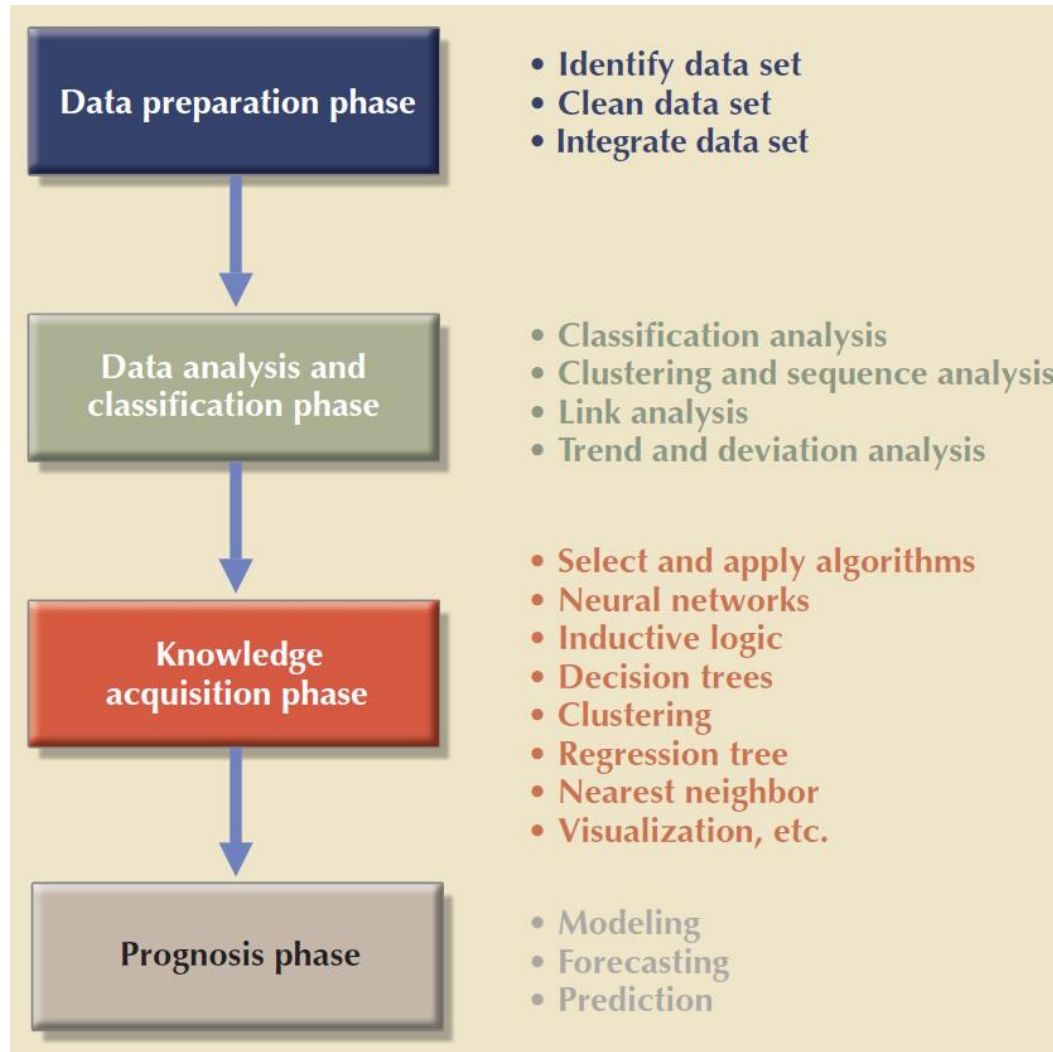 Data preparation phase
• Identify data set
• Clean data set
• Integrate data set
Data analysis and
classification phase
• Classification analysis
• Clustering and sequence analysis
• Link analysis
• Trend and deviation analysis
Knowledge
acquisition phase
• Select and apply algorithms
• Neural networks
• Inductive logic
• Decision trees
• Clustering
• Regression tree
• Nearest neighbor
• Visualization, etc.
Prognosis phase
• Modeling
• Forecasting
• Prediction